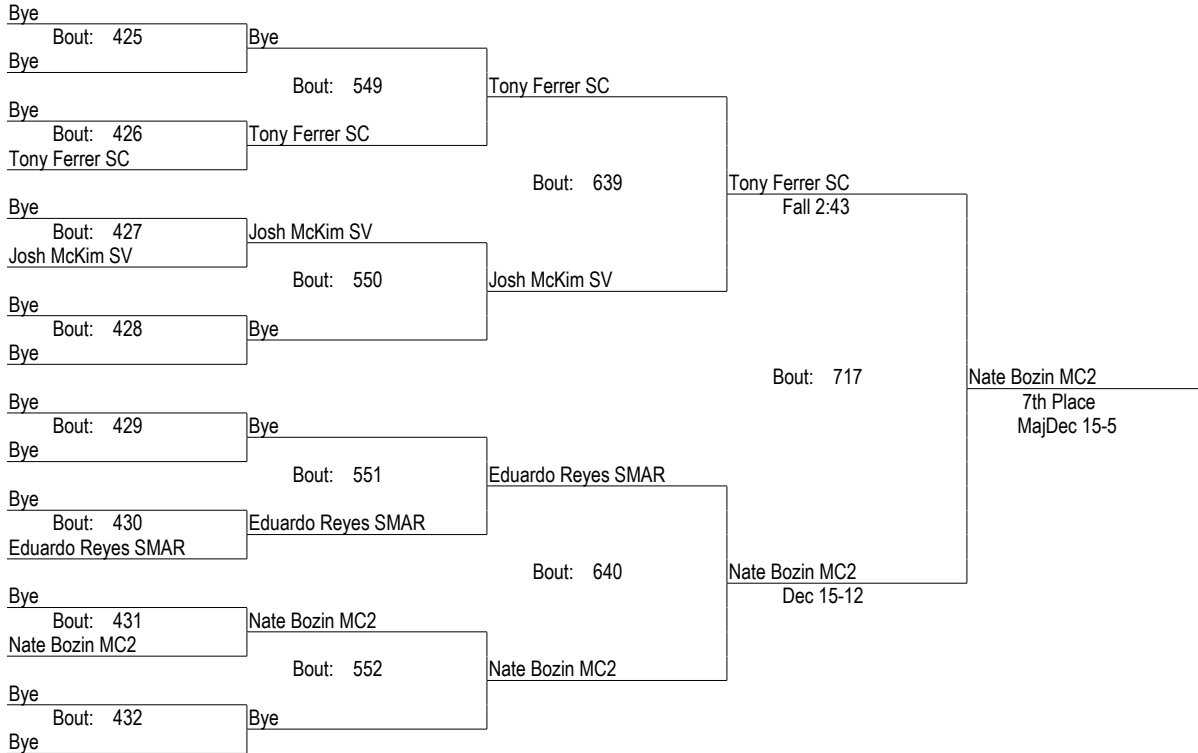 Bye
Bout: 425
Bye
Bye
Bout: 549
Tony Ferrer SC
Bye
Bout: 426
Tony Ferrer SC
Tony Ferrer SC
Bout: 639
Tony Ferrer SC
Fall 2:43
Bye
Bout: 427
Josh McKim SV
Josh McKim SV
Bout: 550
Josh McKim SV
Bye
Bout: 428
Bye
Bye
Bout: 717
Nate Bozin MC2
7th Place
MajDec 15-5
Bye
Bout: 429
Bye
Bye
Bout: 551
Eduardo Reyes SMAR
Bye
Bout: 430
Eduardo Reyes SMAR
Eduardo Reyes SMAR
Bout: 640
Nate Bozin MC2
Dec 15-12
Bye
Bout: 431
Nate Bozin MC2
Nate Bozin MC2
Bout: 552
Nate Bozin MC2
Bye
Bout: 432
Bye
Bye